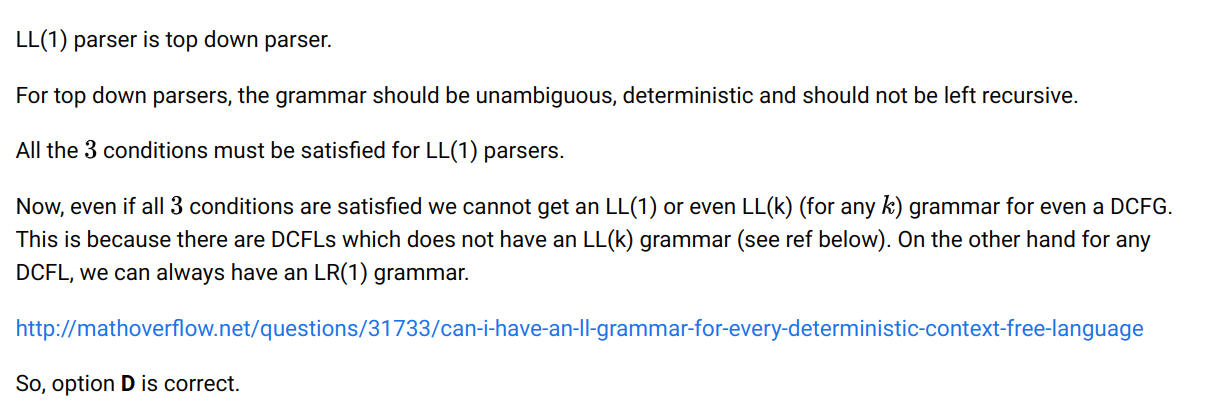 LL(1) parser is top down parser.
For top down parsers, the grammar should be unambiguous, deterministic and should not be left recursive.
All the 3 conditions must be satisfied for LL(1) parsers.
Now, even if all 3 conditions are satisfied we cannot get an LL(1) or even LL(k) (for any k) grammar for even a DCFG.
This is because there are DCFLs which does not have an LL(k) grammar (see ref below). On the other hand for any
DCFL, we can always have an LR(1) grammar.
http://mathoverflow.net/questions/31733/can-i-have-an-ll-grammar-for-every-deterministic-context-free-language
So, option D is correct.